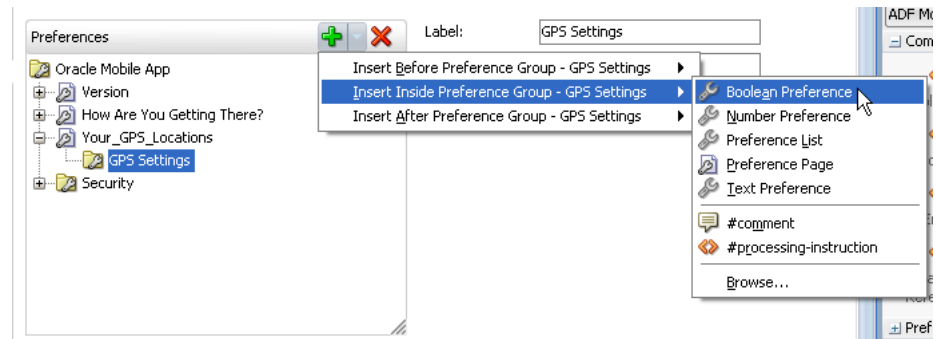 ADF Mo
Preferences
Label:
GPS Settings
Com
Oracle Mobile App
Insert Before Preference Group - GPS Settings
Version
Insert Inside Preference Group - GPS Settings
Boolean Preference
How Are You Getting There?
Insert After Preference Group - GPS Settings
Number Preference
Your_GPS_Locations
Preference List
GPS Settings
Preference Page
Security
Text Preference
#comment
#processing-instruction
Browse...
Pref